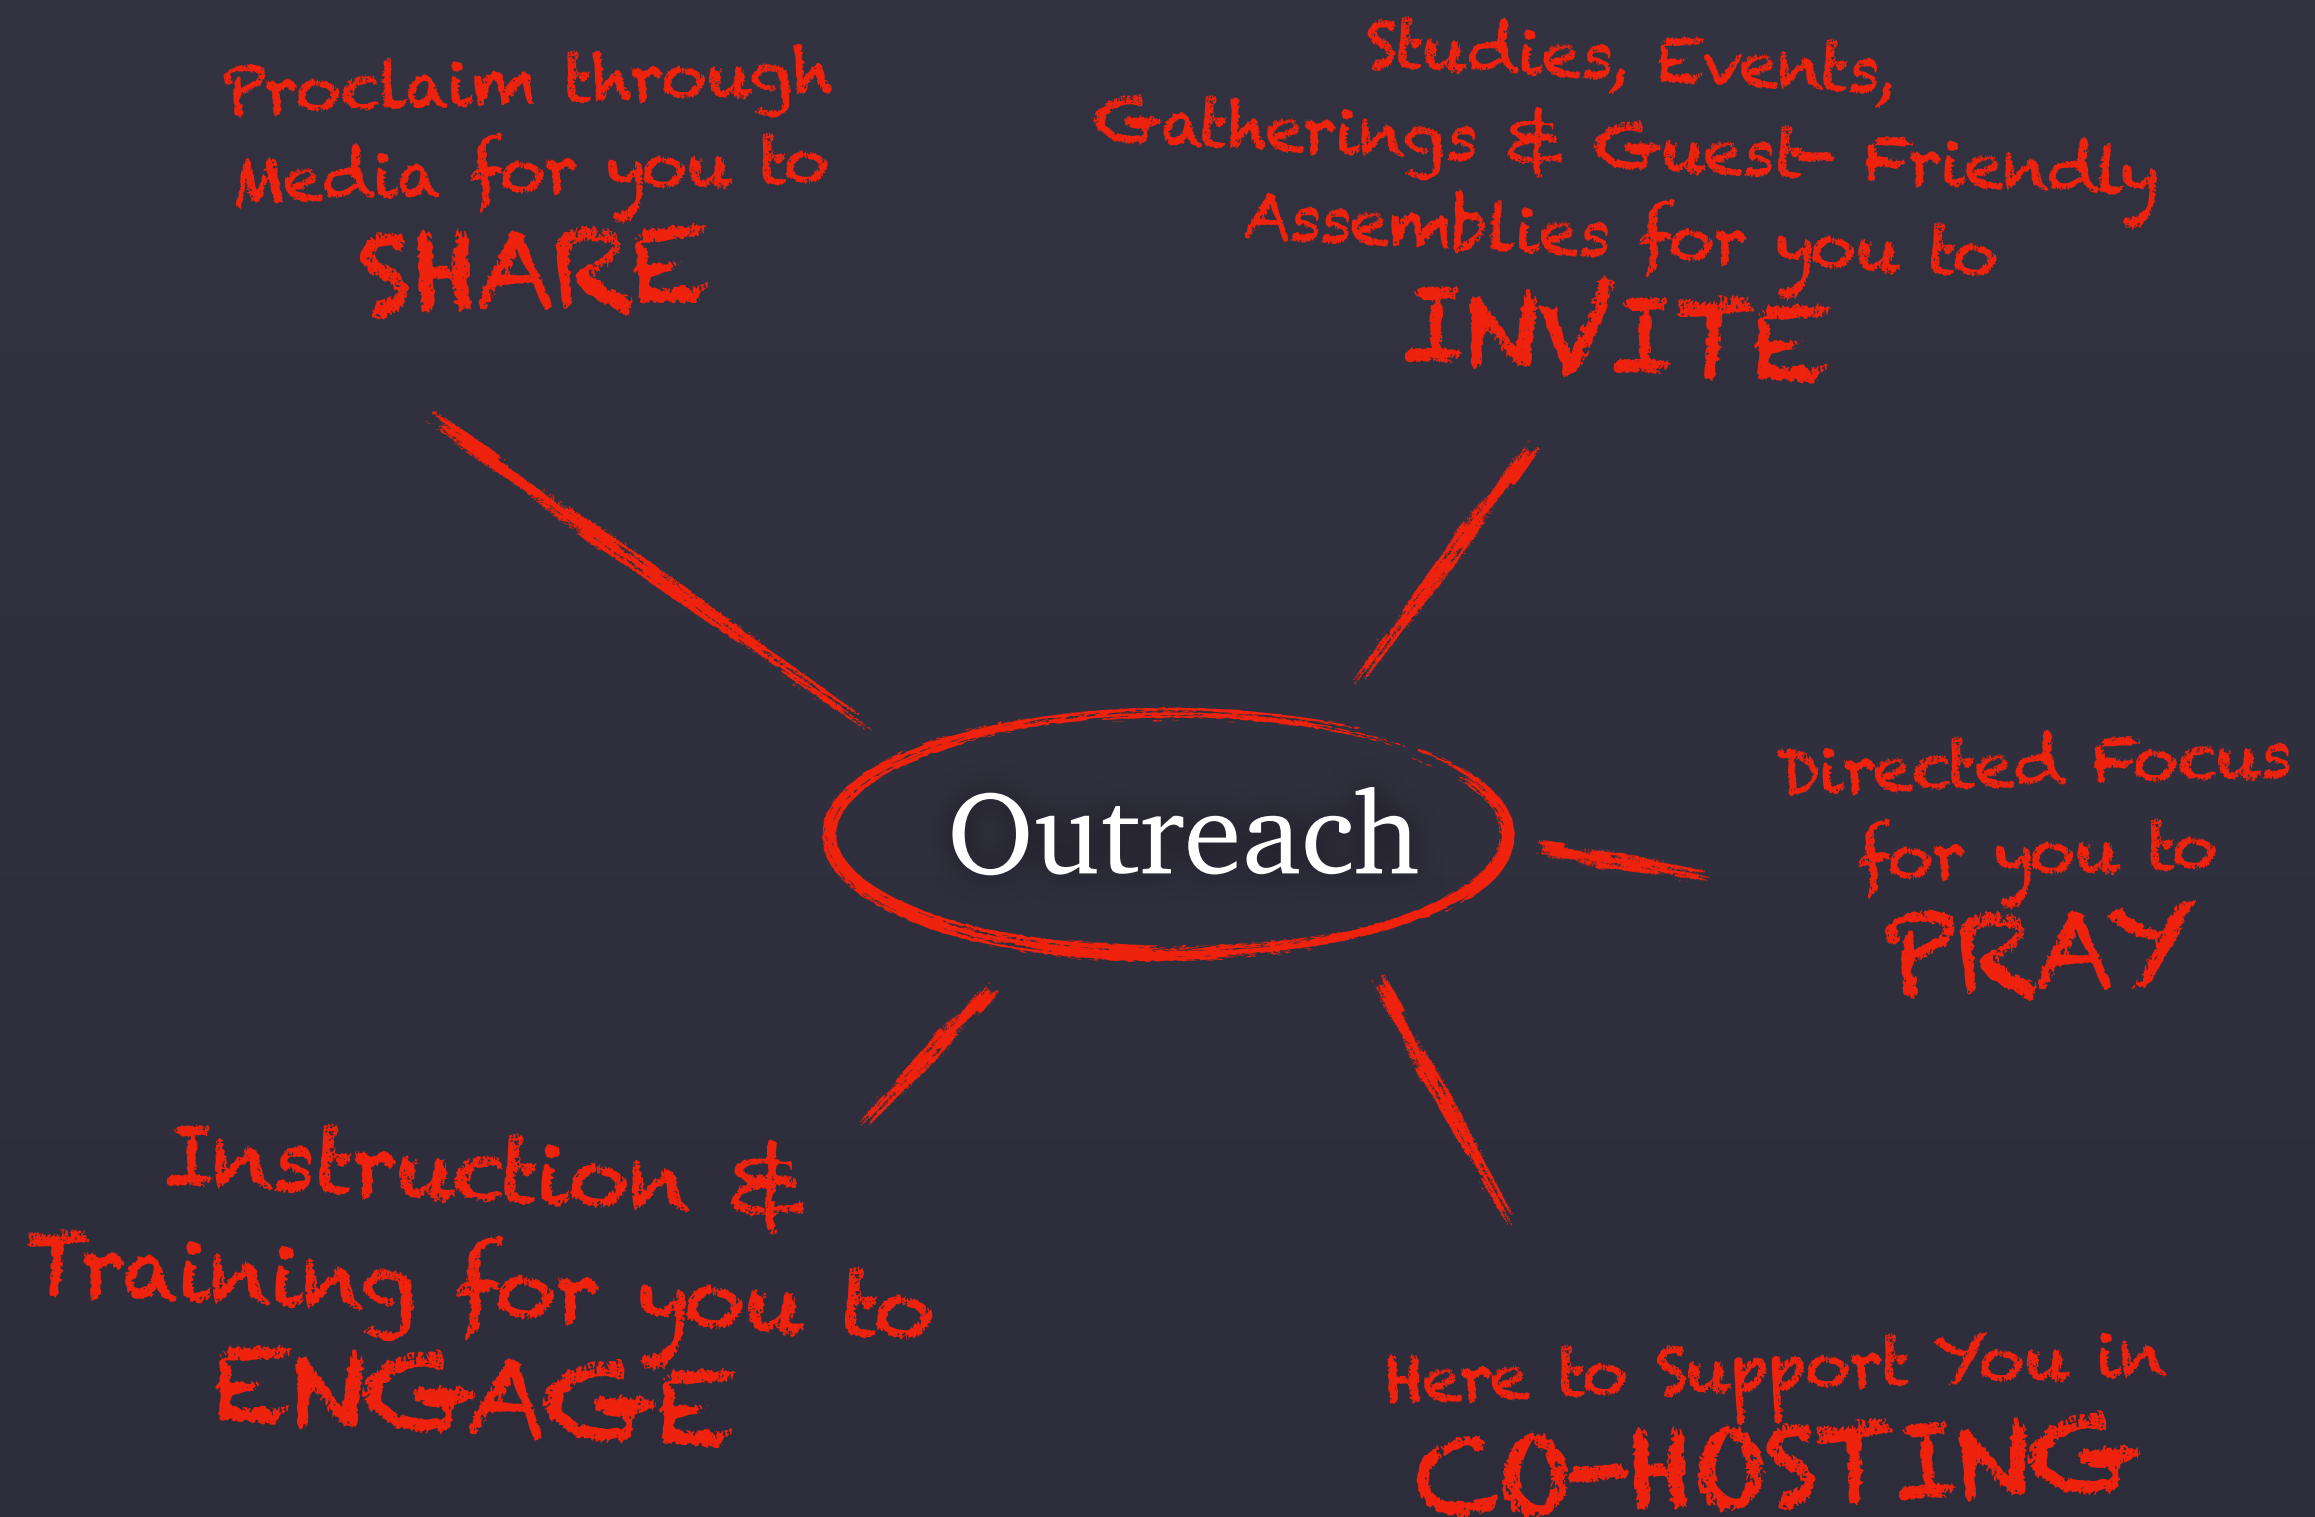 Proclaim through
Media for you to
SHARE
Studies, Events,
Gatherings & Guest-Friendly
Assemblies for you to
INVITE
Outreach
Directed Focus
for you to
PRAY
Instruction &
Training for you to
ENGAGE
Here to Support You in
CO-HOSTING